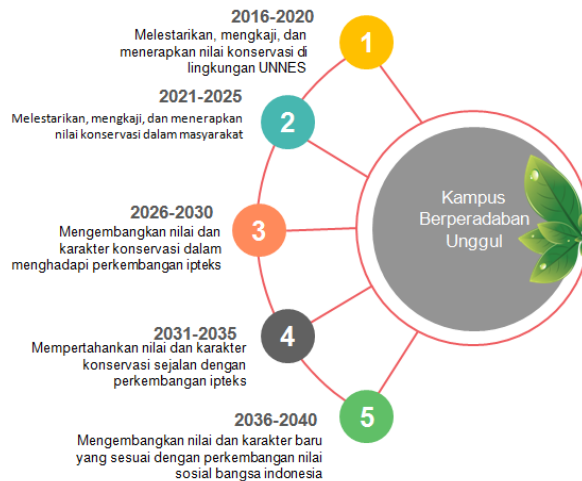 2016-2020
1
Melestarikan, mengkaji, dan
menerapkan nilai konservasi di
lingkungan UNNES
2021-2025
2
Melestarikan, mengkaji, dan menerapkan
nilai konservasi dalam masyarakat
2026-2030
3
Mengembangkan nilai dan
karakter konservasi dalam
menghadapi perkembangan ipteks
2031-2035
4
Mempertahankan nilai dan karakter
konservasi sejalan dengan
perkembangan ipteks
2036-2040
5
Mengembangkan nilai dan karakter baru
yang sesuai dengan perkembangan nilai
sosial bangsa indonesia
Kampus
Berperadaban
Unggul